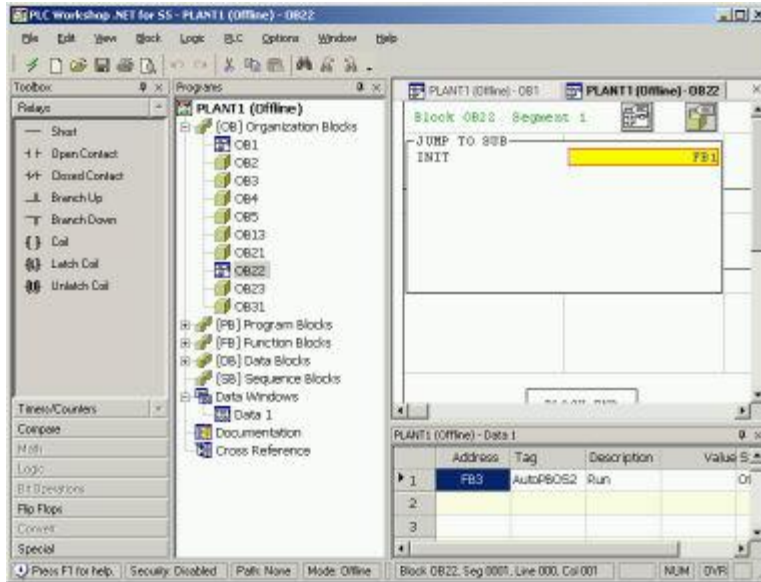 PLC Workshop .NET for S5 - PLANT1 (Offline) - OB22
File Edit View Block Logic PLC Options Window Help
Toolbox
Relays
Short
Open Contact
Closed Contact
Branch Up
Branch Down
Coil
Latch Coil
Unlatch Coil
Timers/Counters
Compare
Math
Logic
Bit Operations
Flip Flops
Convert
Special
Programs
PLANT1 (Offline)
(OB) Organization Blocks
OB1
OB2
OB3
OB4
OB5
OB13
OB21
OB22
OB23
OB31
(PB) Program Blocks
(FB) Function Blocks
(DB) Data Blocks
(SB) Sequence Blocks
Data Windows
Data 1
Documentation
Cross Reference
PLANT1 (Offline) - OB1 PLANT1 (Offline) - OB22
Block OB22 Segment 1
JUMP TO SUB
INIT FB1
PLANT1 (Offline) - Data 1
Address Tag Description Value
1 FB3 Run
2
3
Press F1 for help. Security: Disabled Path: None Mode: Offline Block OB22, Seg 0001, Line 000, Col 001 NUM OVR